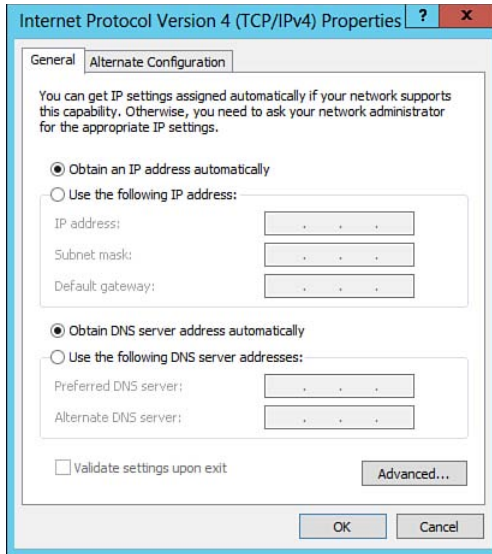 Internet Protocol Version 4 (TCP/IPv4) Properties ? x
General Alternate Configuration
You can get IP settings assigned automatically if your network supports
this capability. Otherwise, you need to ask your network administrator
for the appropriate IP settings.
Obtain an IP address automatically
Use the following IP address:
IP address: . . .
Subnet mask: . . .
Default gateway: . . .
Obtain DNS server address automatically
Use the following DNS server addresses:
Preferred DNS server: . . .
Alternate DNS server: . . .
Validate settings upon exit
Advanced...
OK Cancel